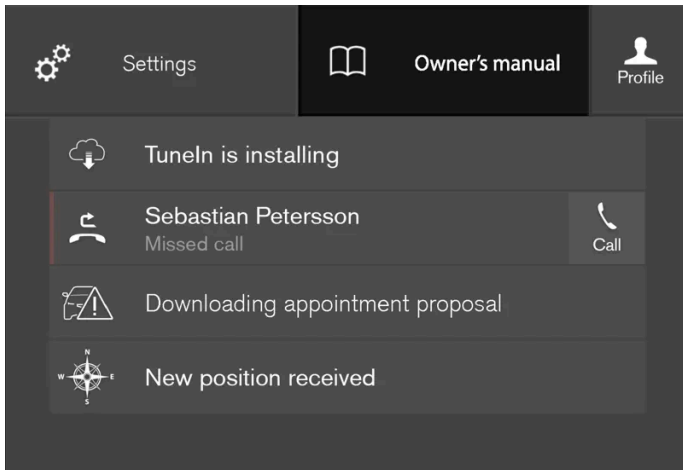 Settings
Owner's manual
Profile
TuneIn is installing
Sebastian Petersson
Missed call
Call
Downloading appointment proposal
N
W
E
S
New position received